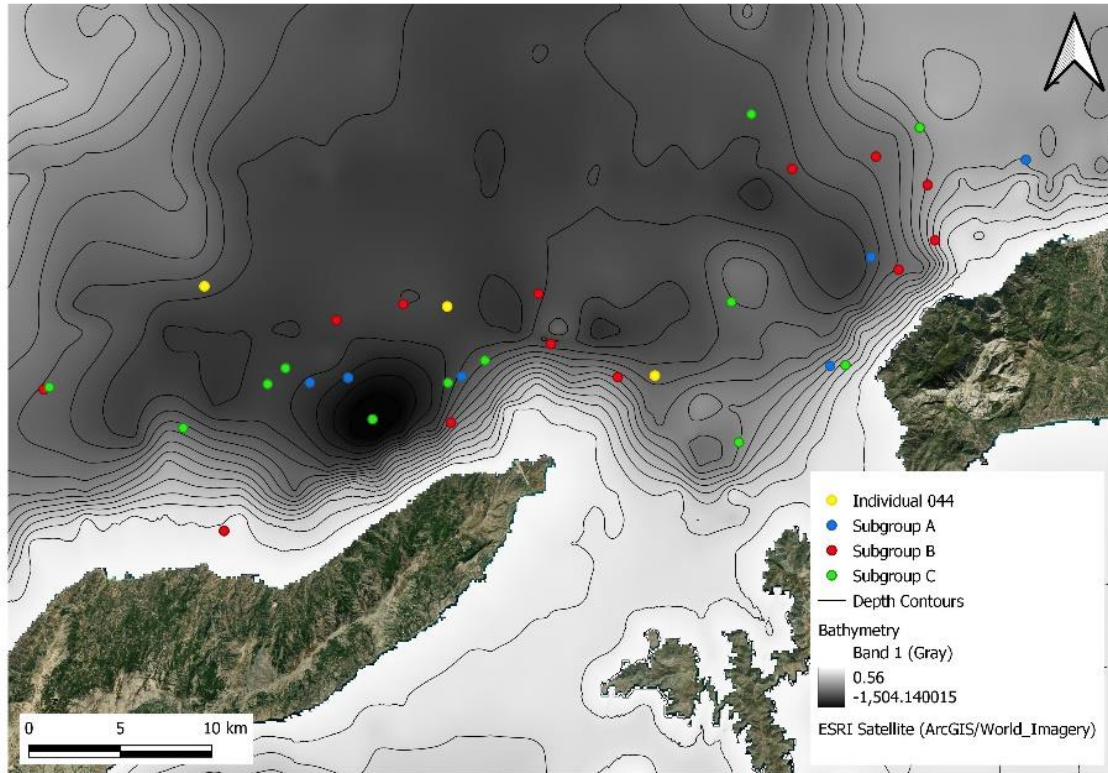 Individual 044
Subgroup A
Subgroup B
Subgroup C
Depth Contours
Bathymetry
Band 1 (Gray)
0.56
-1,504.140015
ESRI Satellite (ArcGIS/World_Imagery)
0 5 10 km